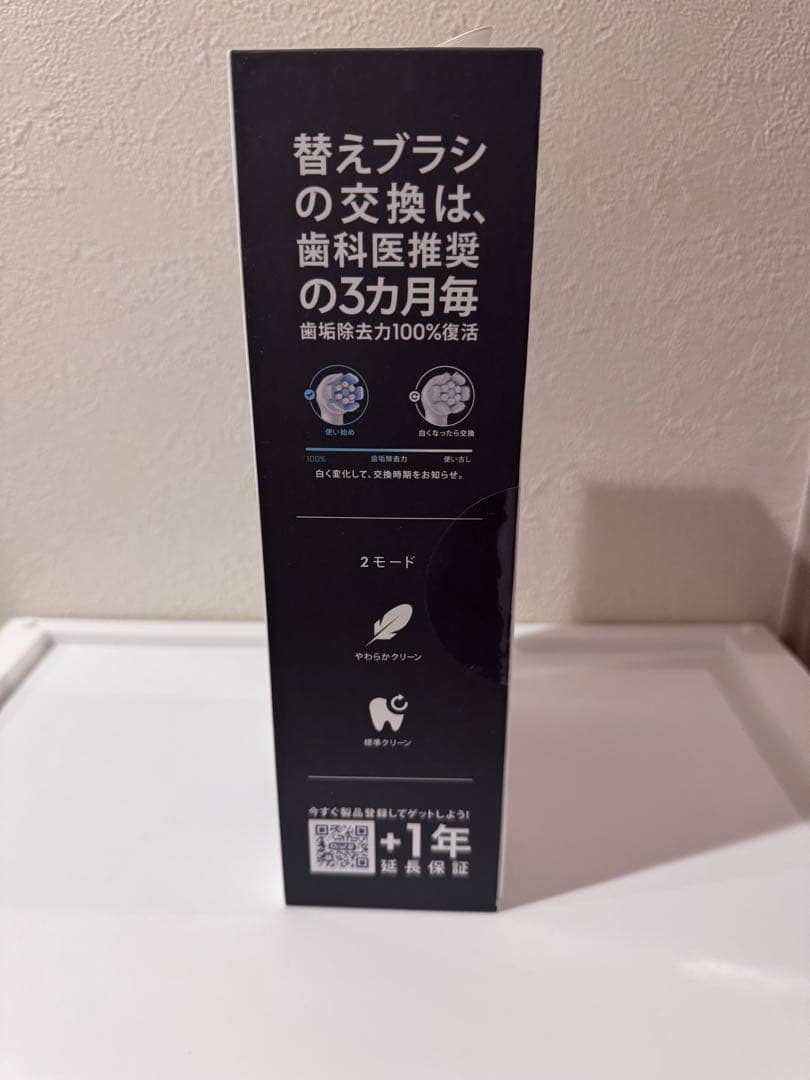 替えブラシ
の交換は、
歯科医推奨
の3カ月毎
歯垢除去力100%復活
使い始め
白くなったら交換
100%
歯垢除去力
使い古し
白く変化して、交換時期をお知らせ。
2モード
やわらかクリーン
標準クリーン
今すぐ製品登録してゲットしよう!
+1年
延長保証